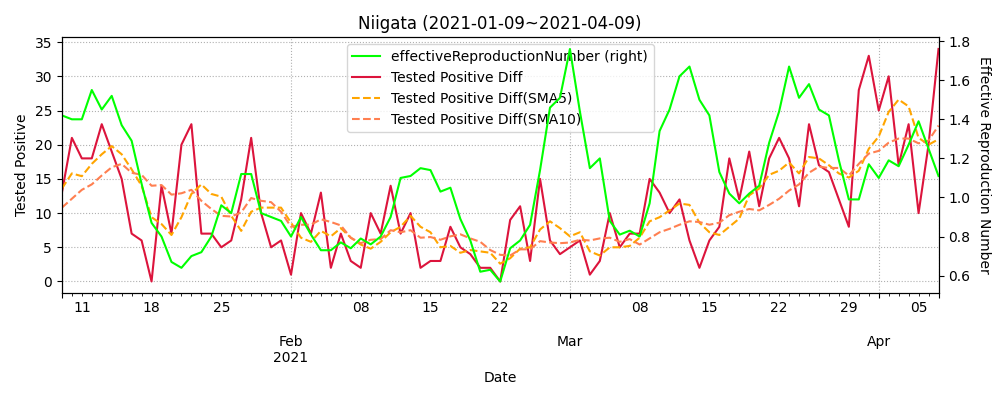 Niigata (2021-01-09~2021-04-09)
effectiveReproductionNumber (right)
Tested Positive Diff
Tested Positive Diff(SMA5)
Tested Positive Diff(SMA10)
Tested Positive
35
30
25
20
15
10
5
0
1.8
1.6
1.4
1.2
1.0
0.8
0.6
Effective Reproduction Number
11 18 25 08 15 22 08 15 22 29 05
Feb Mar Apr
2021
Date